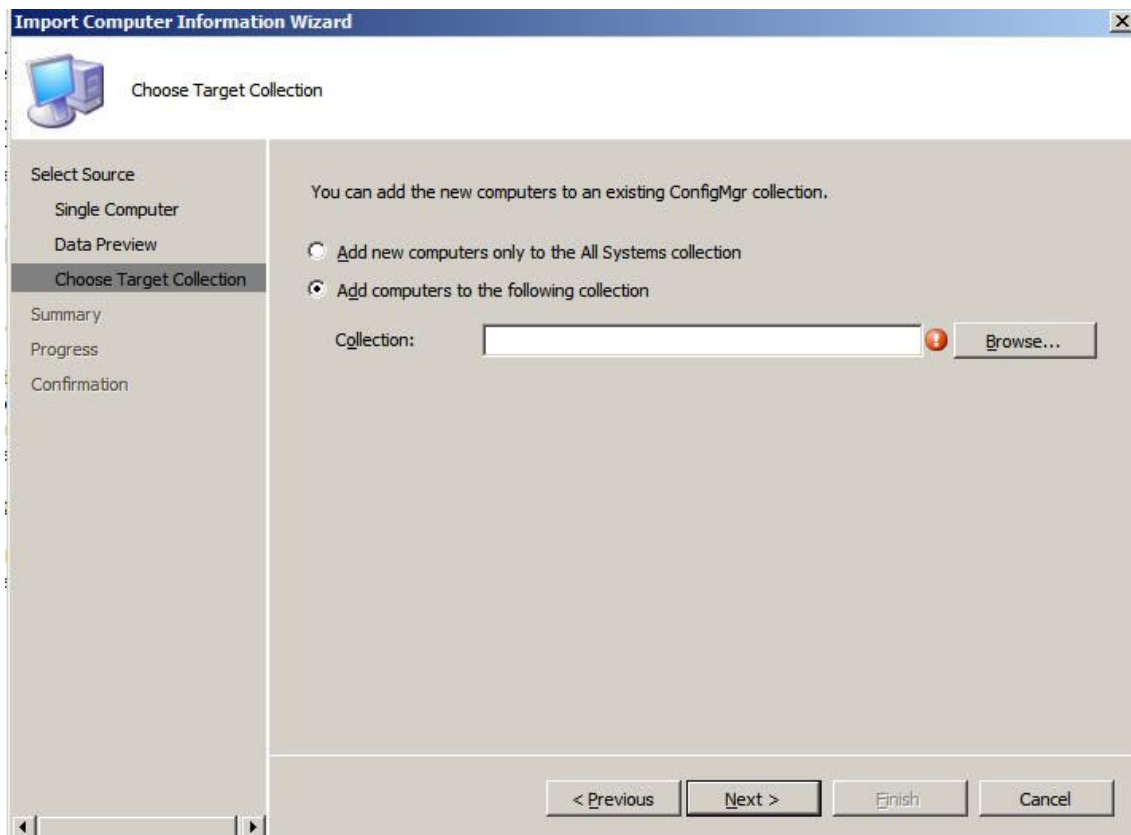 Import Computer Information Wizard
Choose Target Collection
Select Source
Single Computer
Data Preview
Choose Target Collection
Summary
Progress
Confirmation
You can add the new computers to an existing ConfigMgr collection.
Add new computers only to the All Systems collection
Add computers to the following collection
Collection:
Browse...
< Previous
Next >
Finish
Cancel